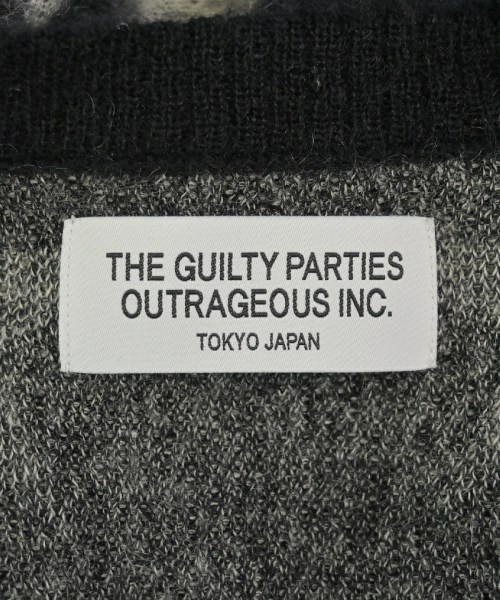 THE GUILTY PARTIES
OUTRAGEOUS INC.
TOKYO JAPAN